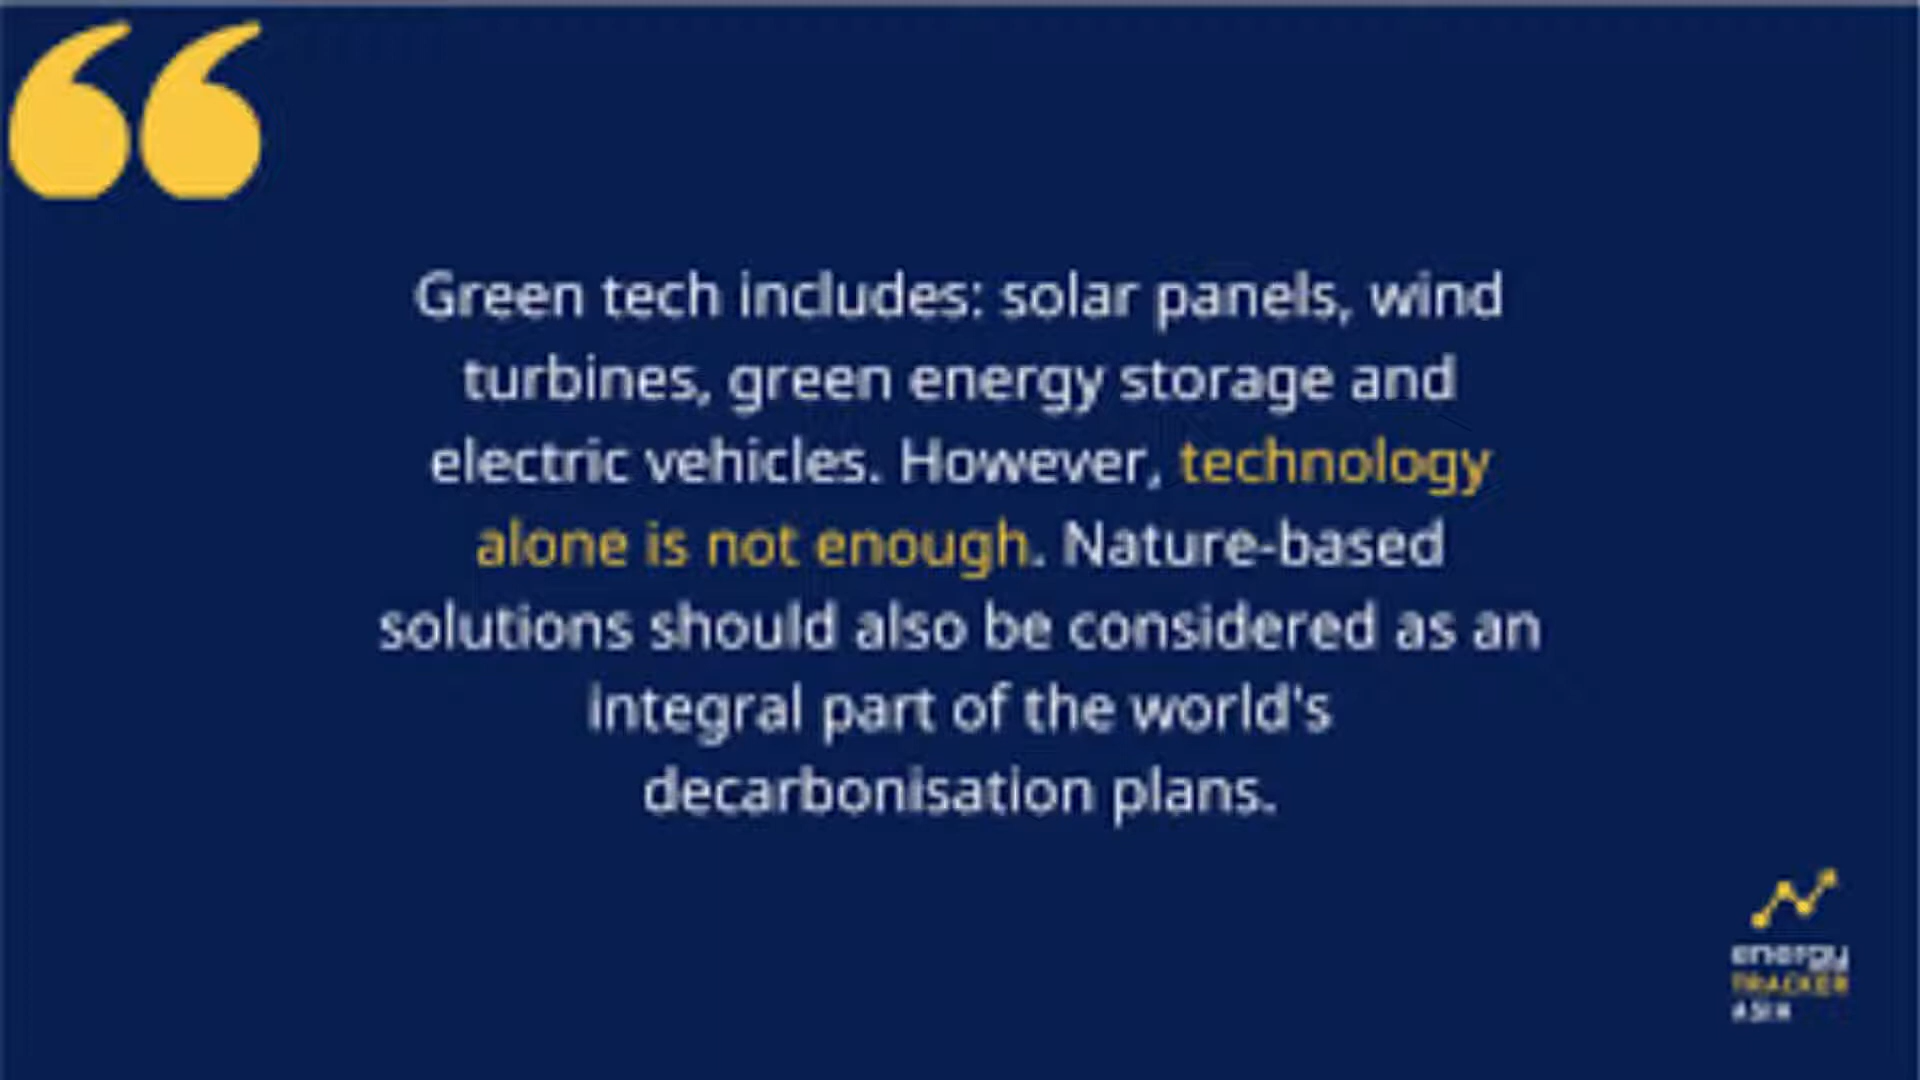 Green tech includes: solar panels, wind
turbines, green energy storage and
electric vehicles. However, technology
alone is not enough. Nature-based
solutions should also be considered as an
integral part of the world's
decarbonisation plans.
energy
TRACKER
ASIA